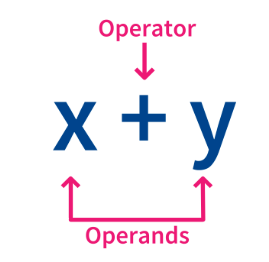 Operator
x + y
Operands